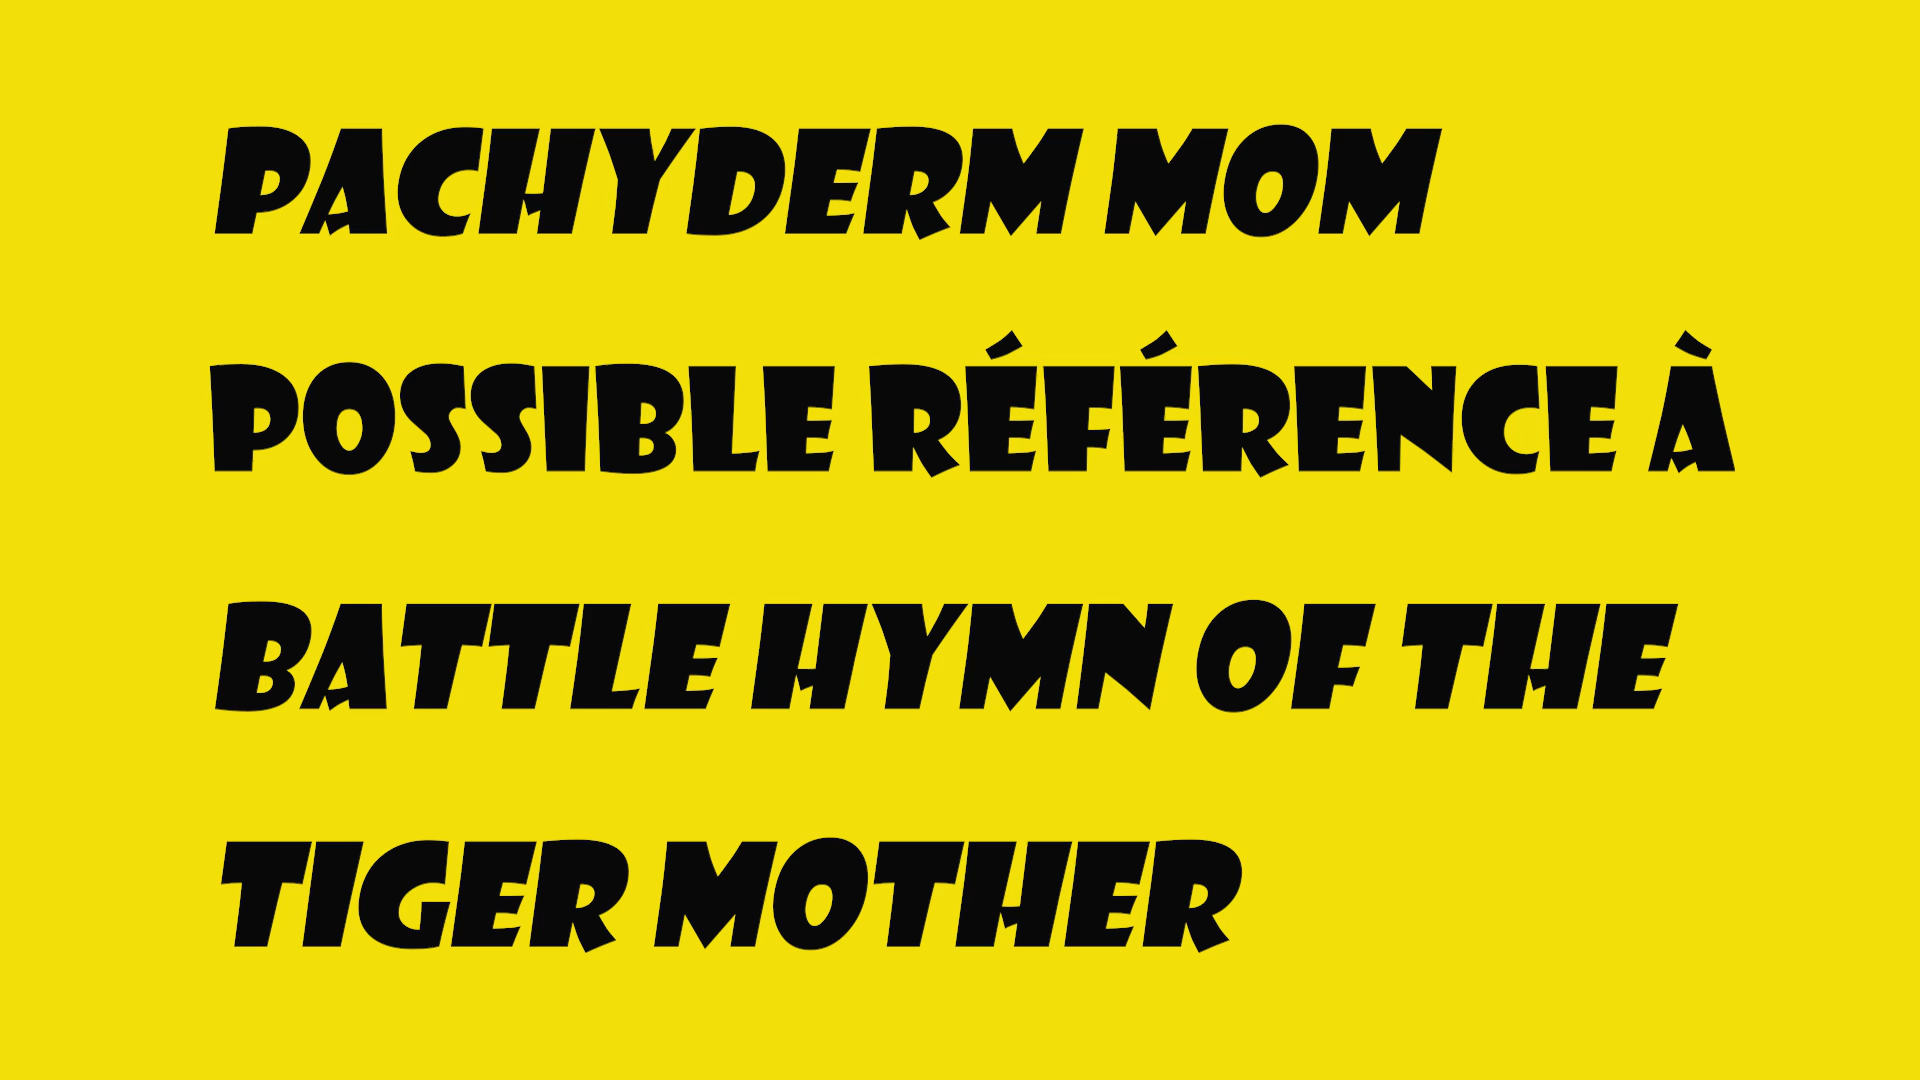 PACHYDERM MOM
POSSIBLE RÉFÉRENCE À
BATTLE HYMN OF THE
TIGER MOTHER